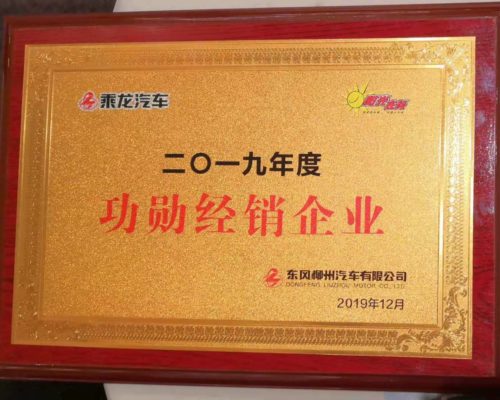 乘龙汽车
二〇一九年度
功勋经销企业
东风柳州汽车有限公司
DONGFENG LIUZHOU MOTOR CO., LTD.
2019年12月